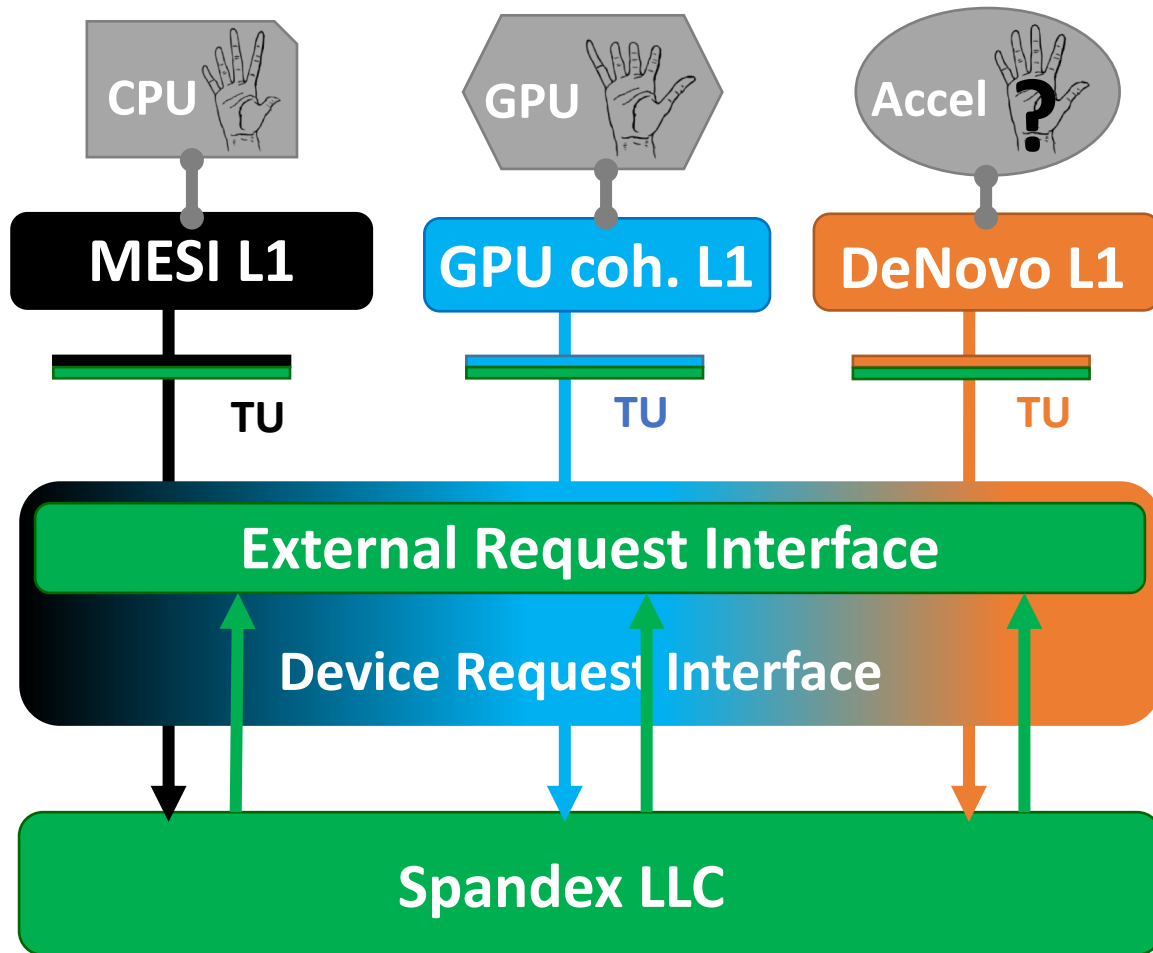 CPU
GPU
Accel
?
MESI L1
GPU coh. L1
DeNovo L1
TU
TU
TU
External Request Interface
Device Request Interface
Spandex LLC